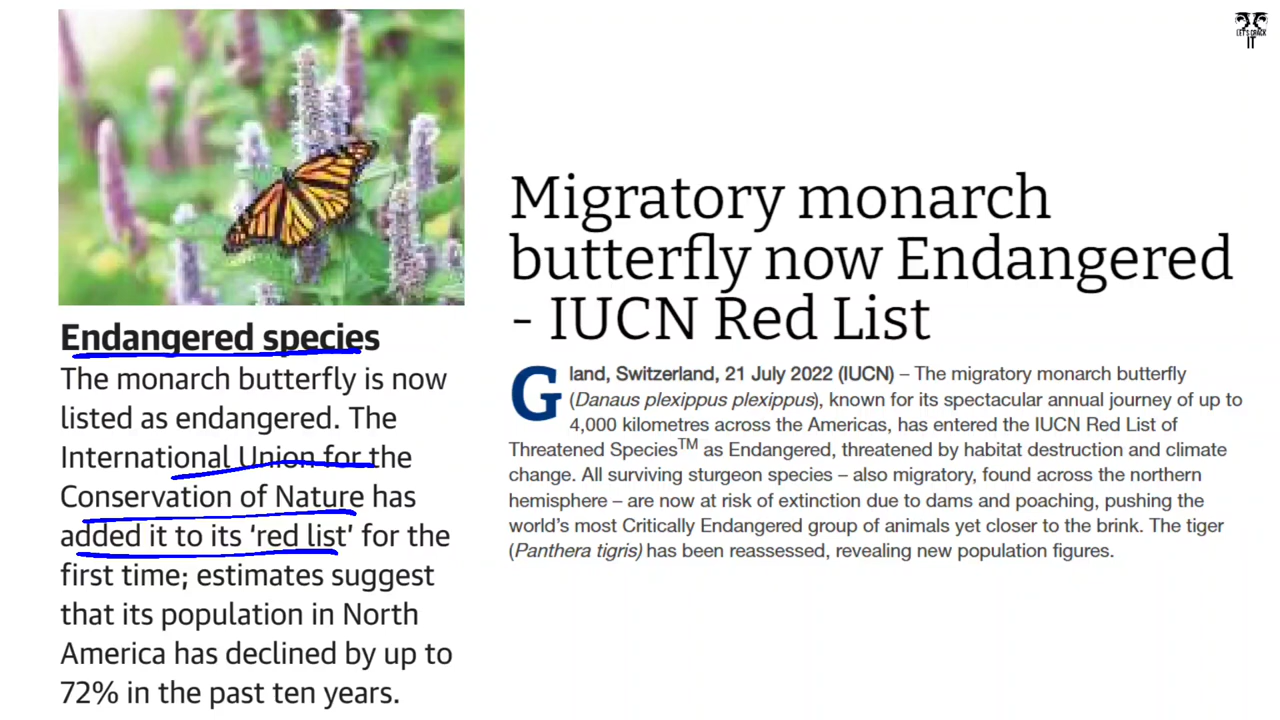 LET'S CRACK
IT
Endangered species
The monarch butterfly is now
listed as endangered. The
International Union for the
Conservation of Nature has
added it to its ‘red list’ for the
first time; estimates suggest
that its population in North
America has declined by up to
72% in the past ten years.
Migratory monarch
butterfly now Endangered
- IUCN Red List
Gland, Switzerland, 21 July 2022 (IUCN) – The migratory monarch butterfly
(Danaus plexippus plexippus), known for its spectacular annual journey of up to
4,000 kilometres across the Americas, has entered the IUCN Red List of
Threatened Species™ as Endangered, threatened by habitat destruction and climate
change. All surviving sturgeon species – also migratory, found across the northern
hemisphere – are now at risk of extinction due to dams and poaching, pushing the
world’s most Critically Endangered group of animals yet closer to the brink. The tiger
(Panthera tigris) has been reassessed, revealing new population figures.